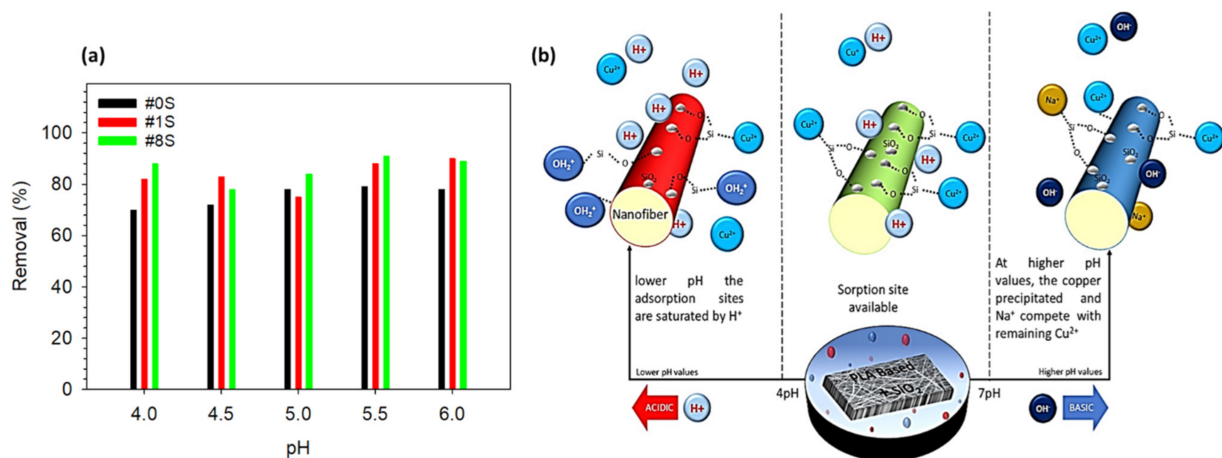 (a)
#0S
#1S
#8S
Removal (%)
100
80
60
40
20
0
4.0 4.5 5.0 5.5 6.0
pH
(b)
H+
Cu²⁺
H+
H+
H+
Cu²⁺
Si
O
O
Si
OH₂⁺
SiO₂
O
Si
OH₂⁺
OH₂⁺
Nanofiber
H+
Cu²⁺
lower pH the
adsorption sites
are saturated by H⁺
Lower pH values
ACIDIC
H+
H+
Cu⁺
Cu²⁺
H+
O
O
Si
Cu²⁺
Si
O
SiO₂
H+
O
Si
Cu²⁺
H+
Sorption site
available
PLA Based
+ SiO₂
4pH
7pH
OH⁻
Cu²⁺
Na⁺
Cu²⁺
O
O
Si
Cu²⁺
Si
O
SiO₂
SiO₂
OH⁻
OH⁻
Na⁺
At higher pH
values, the copper
precipitated and
Na⁺ compete with
remaining Cu²⁺
Higher pH values
OH⁻
BASIC